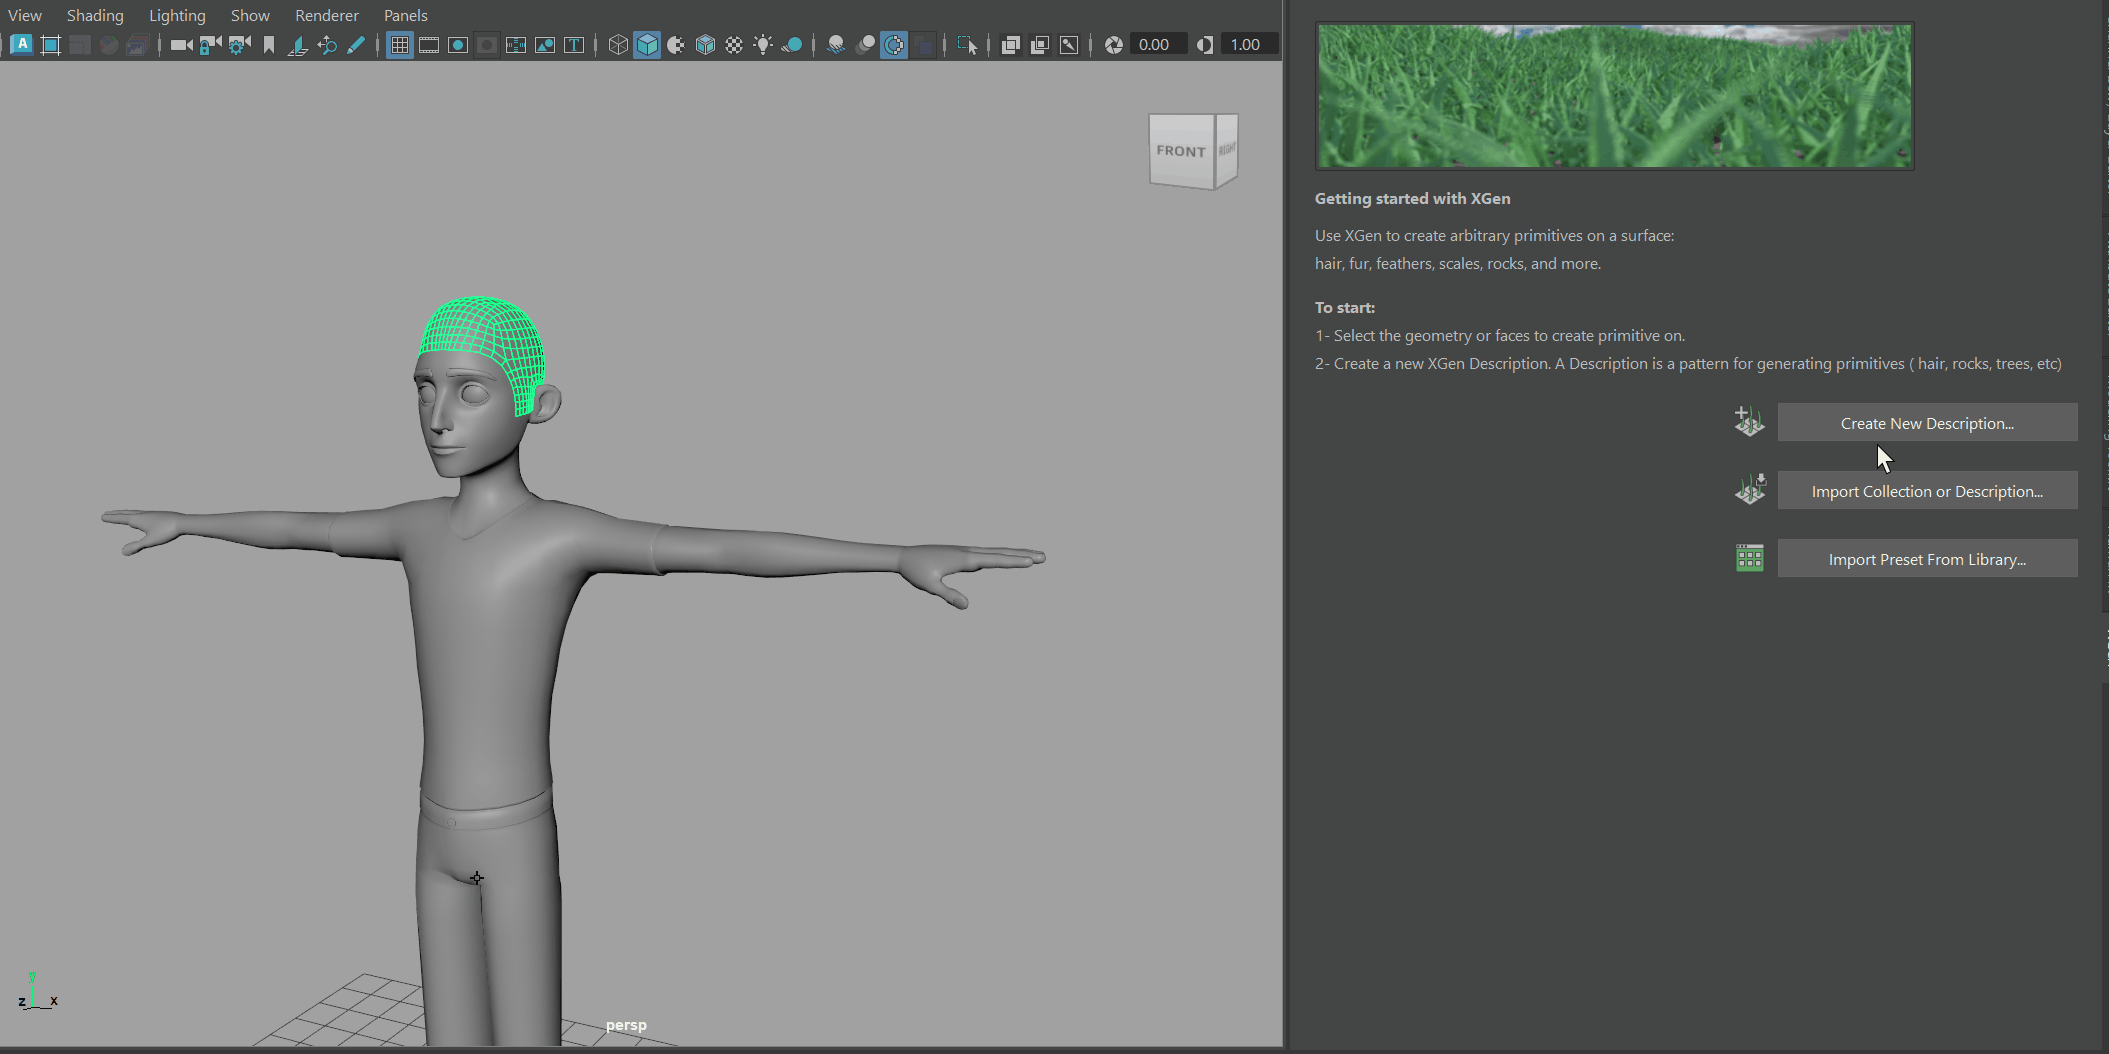 View Shading Lighting Show Renderer Panels
A T 0.00 1.00
FRONT RIGHT
Getting started with XGen
Use XGen to create arbitrary primitives on a surface:
hair, fur, feathers, scales, rocks, and more.
To start:
1- Select the geometry or faces to create primitive on.
2- Create a new XGen Description. A Description is a pattern for generating primitives ( hair, rocks, trees, etc)
Create New Description...
Import Collection or Description...
Import Preset From Library...
y
z x
persp